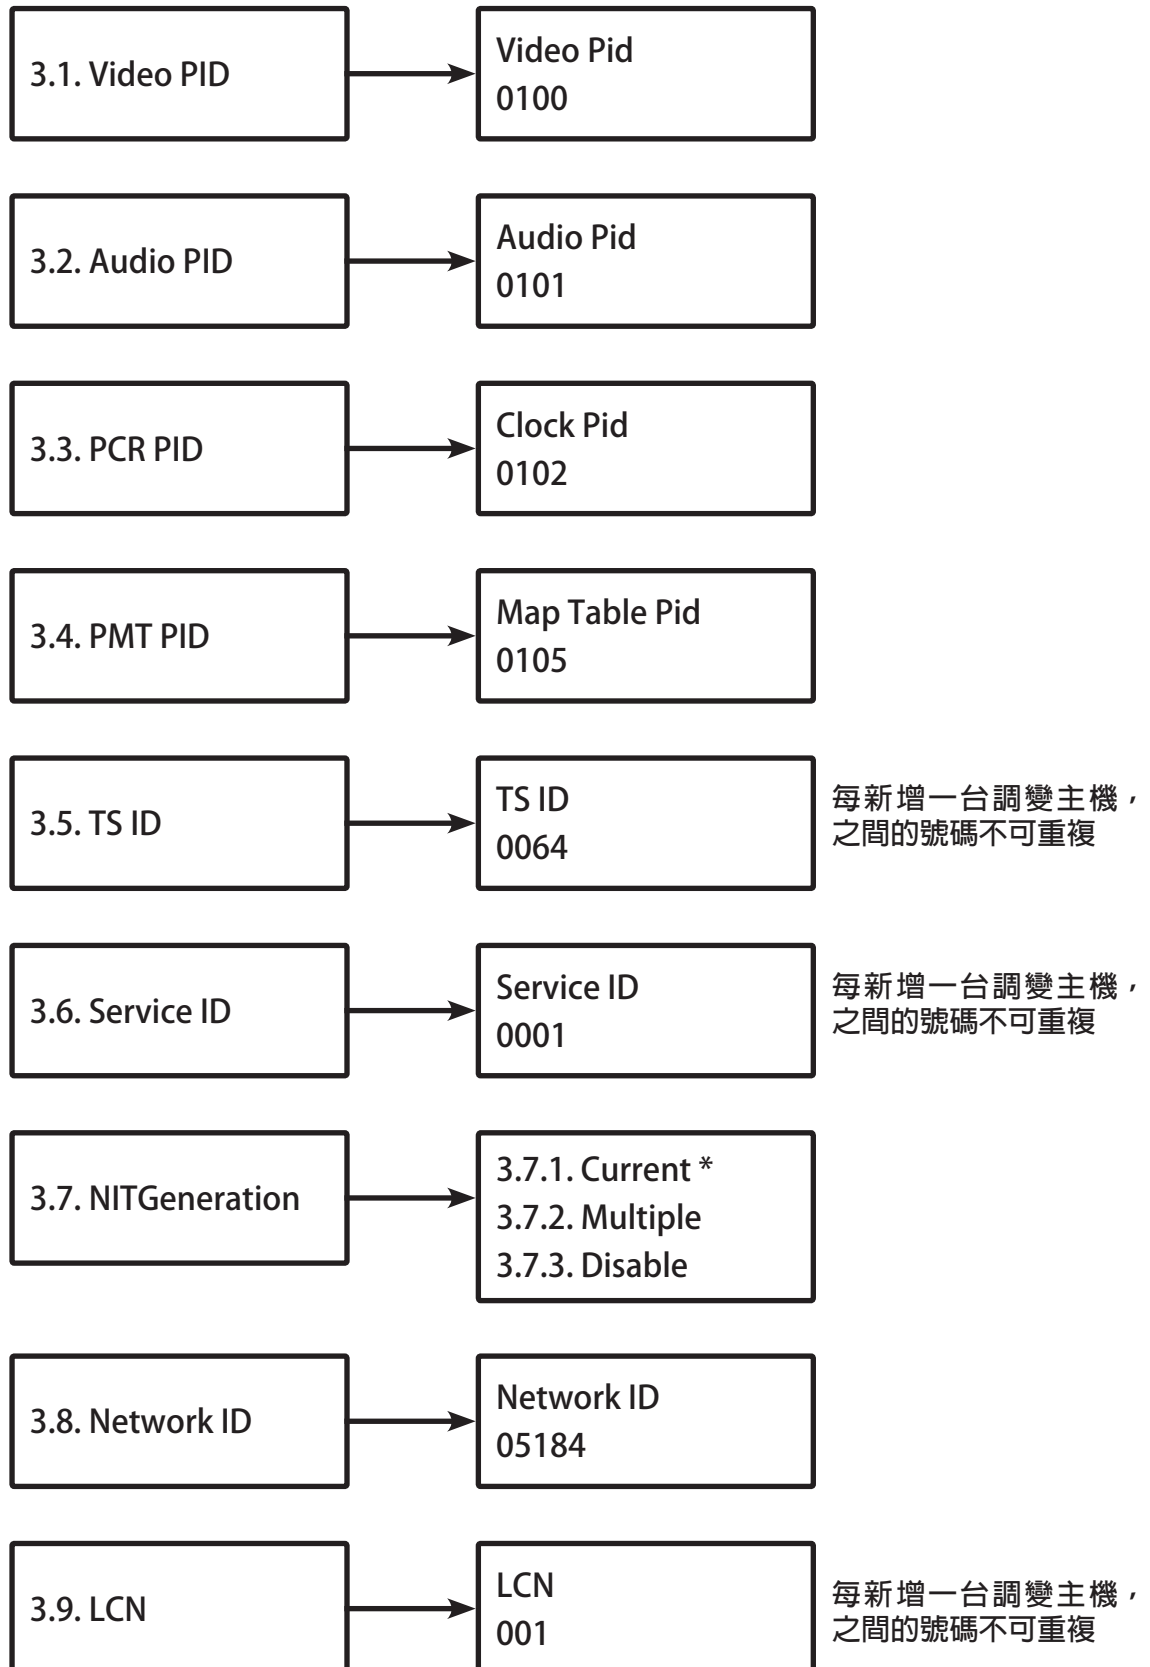 3.1. Video PID
Video Pid
0100
3.2. Audio PID
Audio Pid
0101
3.3. PCR PID
Clock Pid
0102
3.4. PMT PID
Map Table Pid
0105
3.5. TS ID
TS ID
0064
每新增一台調變主機，
之間的號碼不可重複
3.6. Service ID
Service ID
0001
每新增一台調變主機，
之間的號碼不可重複
3.7. NITGeneration
3.7.1. Current *
3.7.2. Multiple
3.7.3. Disable
3.8. Network ID
Network ID
05184
3.9. LCN
LCN
001
每新增一台調變主機，
之間的號碼不可重複